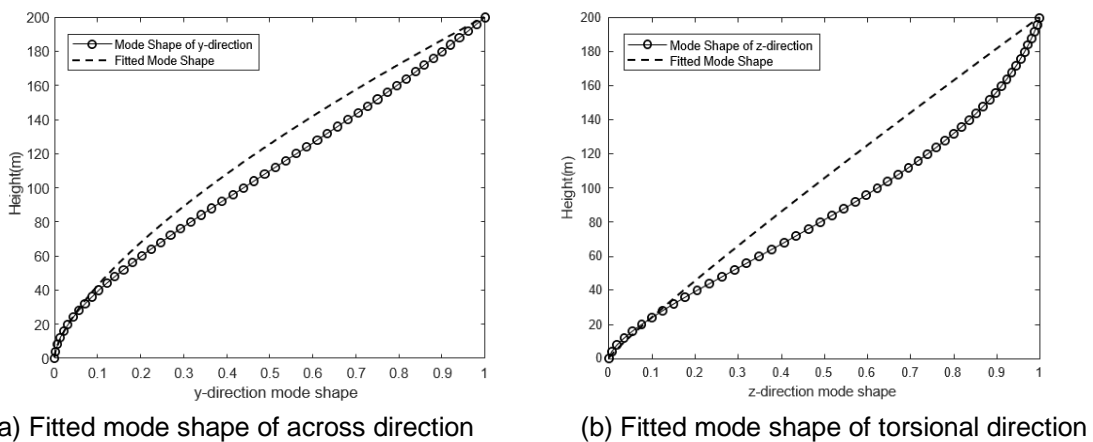 200
180
160
140
120
100
80
60
40
20
0
Height(m)
Mode Shape of y-direction
Fitted Mode Shape
0 0.1 0.2 0.3 0.4 0.5 0.6 0.7 0.8 0.9 1
y-direction mode shape
a) Fitted mode shape of across direction
200
180
160
140
120
100
80
60
40
20
0
Height(m)
Mode Shape of z-direction
Fitted Mode Shape
0 0.1 0.2 0.3 0.4 0.5 0.6 0.7 0.8 0.9 1
z-direction mode shape
(b) Fitted mode shape of torsional direction